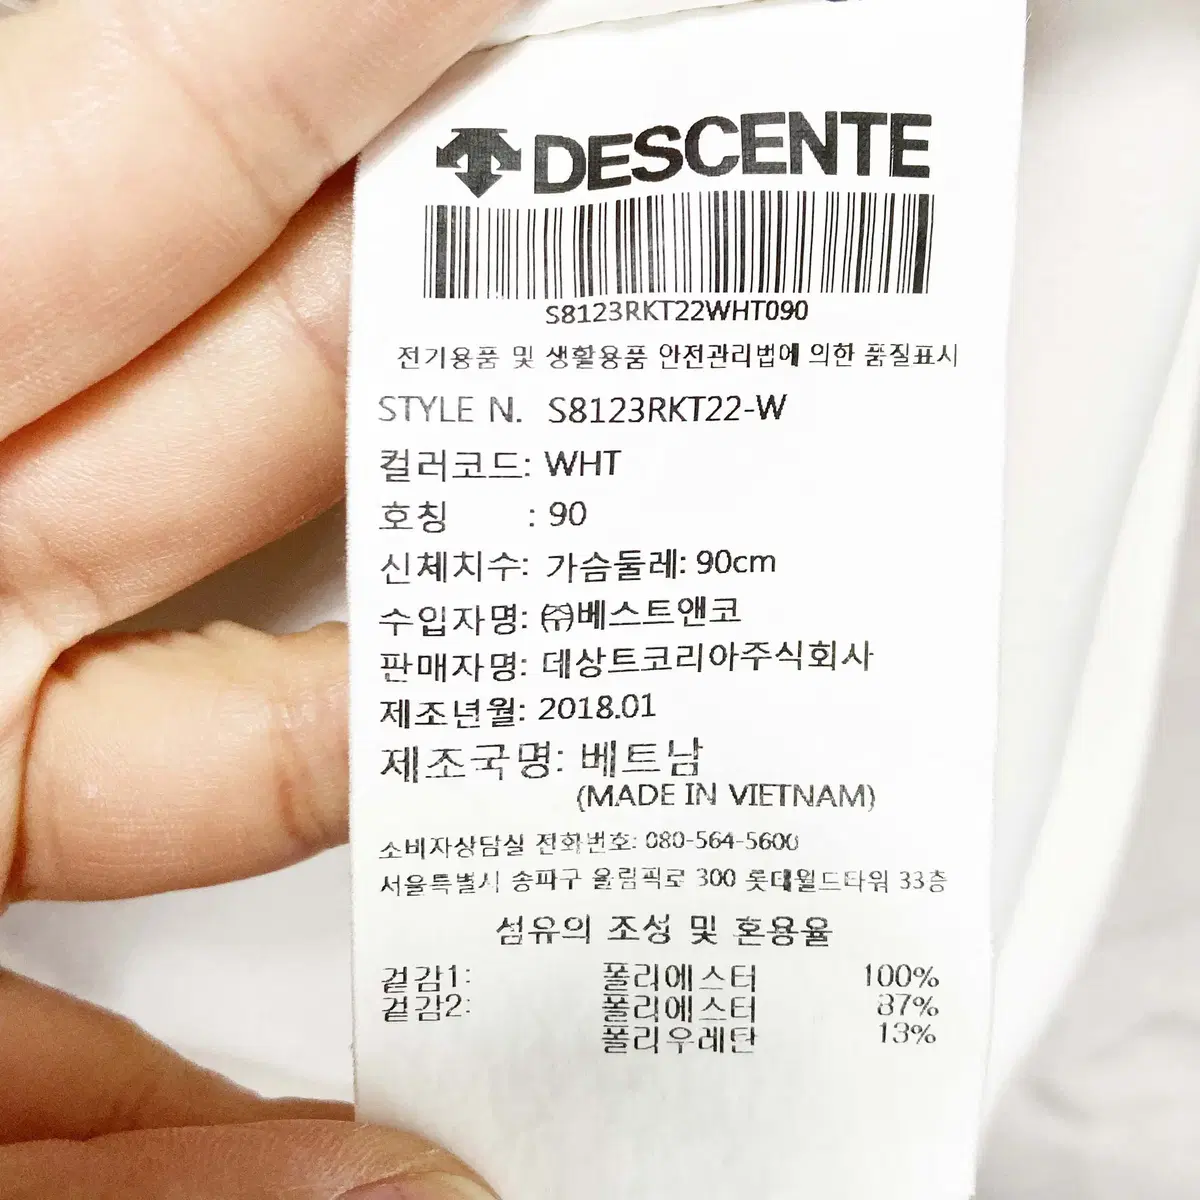 DESCENTE
S8123RKT22WHT090
전기용품 및 생활용품 안전관리법에 의한 품질표시
STYLE N. S8123RKT22-W
컬러코드: WHT
호칭 : 90
신체치수: 가슴둘레: 90cm
수입자명: ㈜베스트앤코
판매자명: 데상트코리아주식회사
제조년월: 2018.01
제조국명: 베트남
(MADE IN VIETNAM)
소비자상담실 전화번호: 080-564-5600
서울특별시 송파구 올림픽로 300 롯데월드타워 33층
섬유의 조성 및 혼용율
겉감1: 폴리에스터 100%
겉감2: 폴리에스터 87%
폴리우레탄 13%